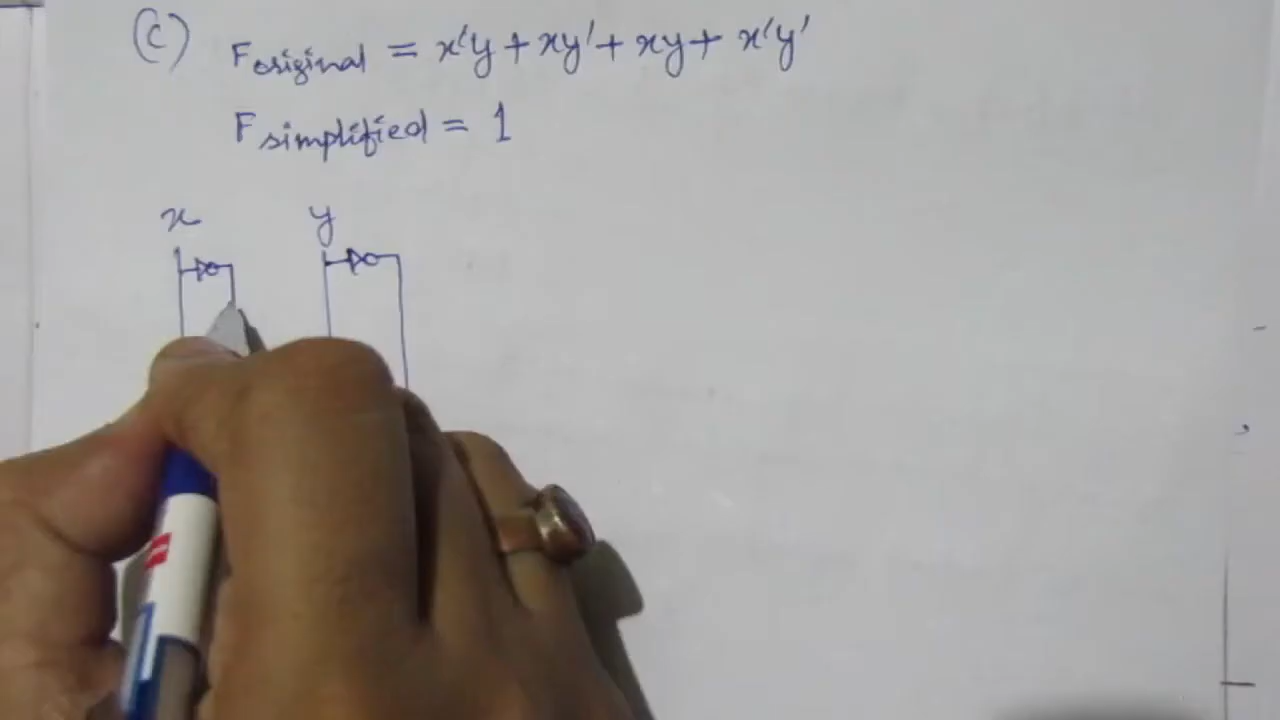 (C) Foriginal = x'y + xy' + xy + x'y'
Fsimplified = 1
x y